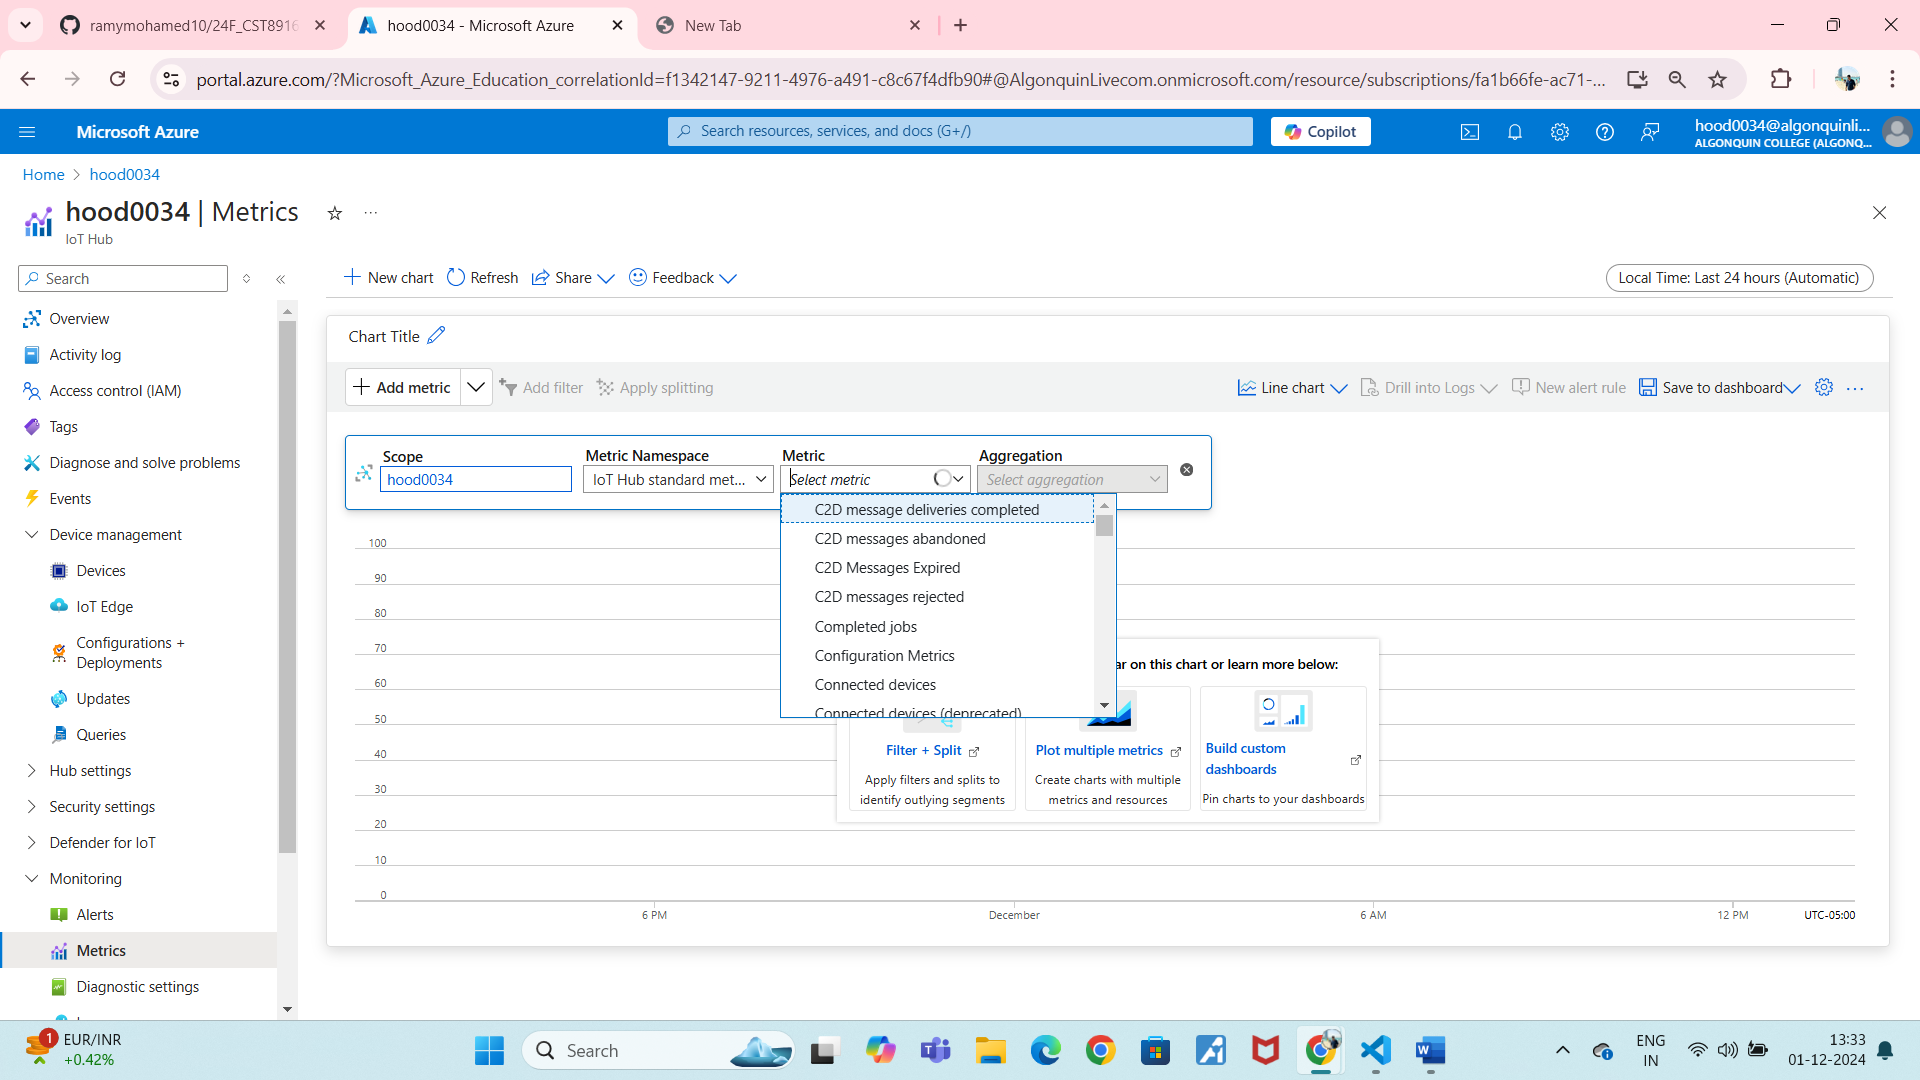 ramymohamed10/24F_CST8916
hood0034 - Microsoft Azure
New Tab
portal.azure.com/?Microsoft_Azure_Education_correlationId=f1342147-9211-4976-a491-c8c67f4dfb90#@AlgonquinLivecom.onmicrosoft.com/resource/subscriptions/fa1b66fe-ac71-...
Microsoft Azure
Search resources, services, and docs (G+/)
Copilot
hood0034@algonquinli...
ALGONQUIN COLLEGE (ALGONQ...
Home
hood0034
hood0034 | Metrics
...
IoT Hub
Search
New chart
Refresh
Share
Feedback
Local Time: Last 24 hours (Automatic)
Overview
Activity log
Access control (IAM)
Tags
Diagnose and solve problems
Events
Device management
Devices
IoT Edge
Configurations +
Deployments
Updates
Queries
Hub settings
Security settings
Defender for IoT
Monitoring
Alerts
Metrics
Diagnostic settings
Chart Title
Add metric
Add filter
Apply splitting
Line chart
Drill into Logs
New alert rule
Save to dashboard
...
Scope
hood0034
Metric Namespace
IoT Hub standard met...
Metric
Select metric
Aggregation
Select aggregation
C2D message deliveries completed
C2D messages abandoned
C2D Messages Expired
C2D messages rejected
Completed jobs
Configuration Metrics
Connected devices
Connected devices (deprecated)
100
90
80
70
60
50
40
30
20
10
0
on this chart or learn more below:
Filter + Split
Apply filters and splits to
identify outlying segments
Plot multiple metrics
Create charts with multiple
metrics and resources
Build custom
dashboards
Pin charts to your dashboards
6 PM
December
6 AM
12 PM
UTC-05:00
1
EUR/INR
+0.42%
Search
ENG
IN
13:33
01-12-2024